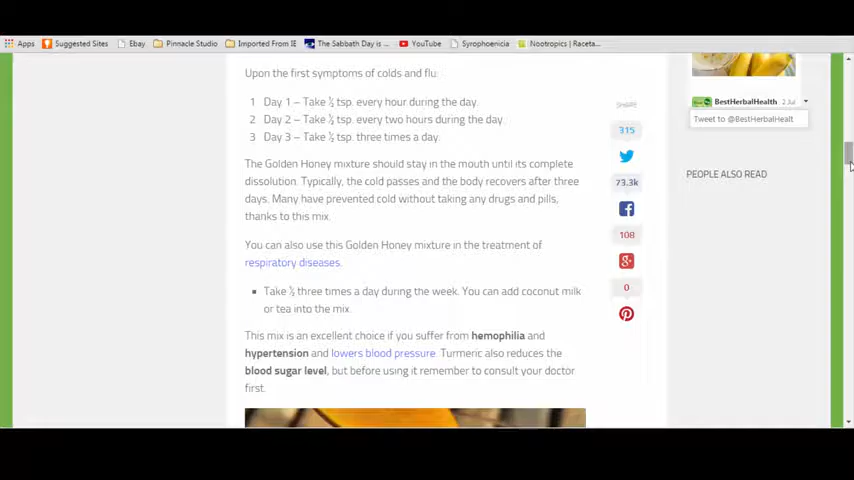 Apps Suggested Sites Ebay Pinnacle Studio Imported From IE The Sabbath Day is ... YouTube Syrophoenicia Nootropics | Raceta...
Upon the first symptoms of colds and flu:
1 Day 1 – Take ½ tsp. every hour during the day.
2 Day 2 – Take ½ tsp. every two hours during the day.
3 Day 3 – Take ½ tsp. three times a day.
The Golden Honey mixture should stay in the mouth until its complete
dissolution. Typically, the cold passes and the body recovers after three
days. Many have prevented cold without taking any drugs and pills,
thanks to this mix.
You can also use this Golden Honey mixture in the treatment of
respiratory diseases.
Take ½ three times a day during the week. You can add coconut milk
or tea into the mix.
This mix is an excellent choice if you suffer from hemophilia and
hypertension and lowers blood pressure. Turmeric also reduces the
blood sugar level, but before using it remember to consult your doctor
first.
SHARE
315
73.3k
108
0
BestHerbalHealth 2 Jul
Tweet to @BestHerbalHealt
PEOPLE ALSO READ